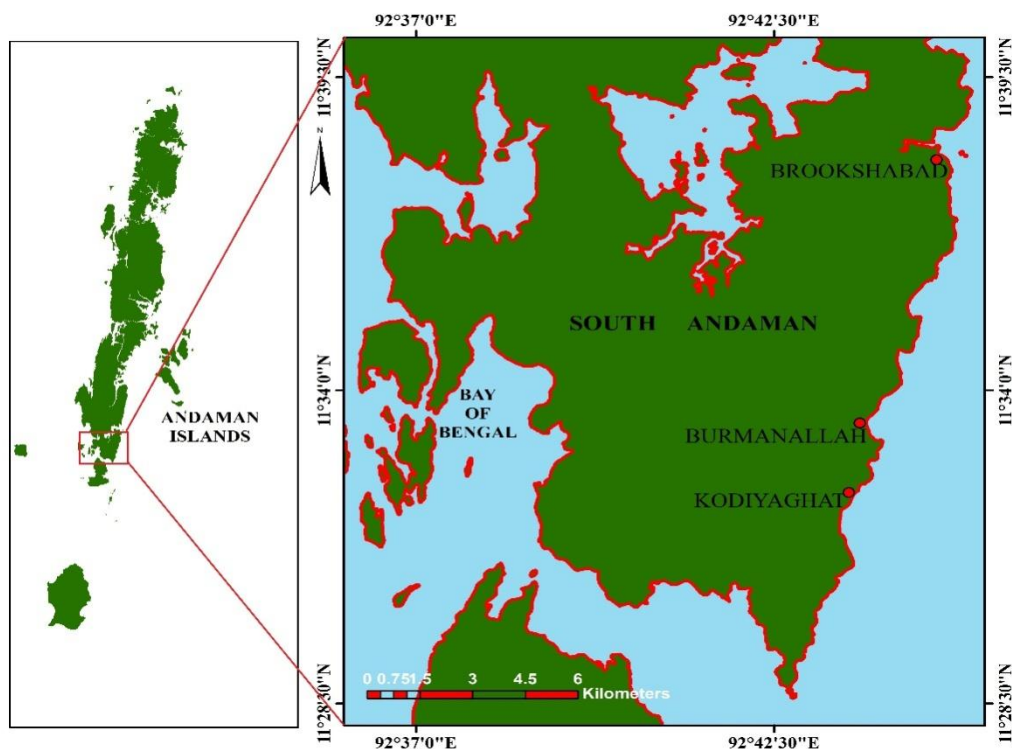 92°37'0"E 92°42'30"E
11°39'30"N 11°39'30"N
N
BROOKSHABAD
SOUTH ANDAMAN
11°34'0"N 11°34'0"N
BAY
OF
BENGAL
ANDAMAN
ISLANDS
BURMANALLAH
KODIYAGHAT
0 0.75 1.5 3 4.5 6
Kilometers
11°28'30"N 11°28'30"N
92°37'0"E 92°42'30"E